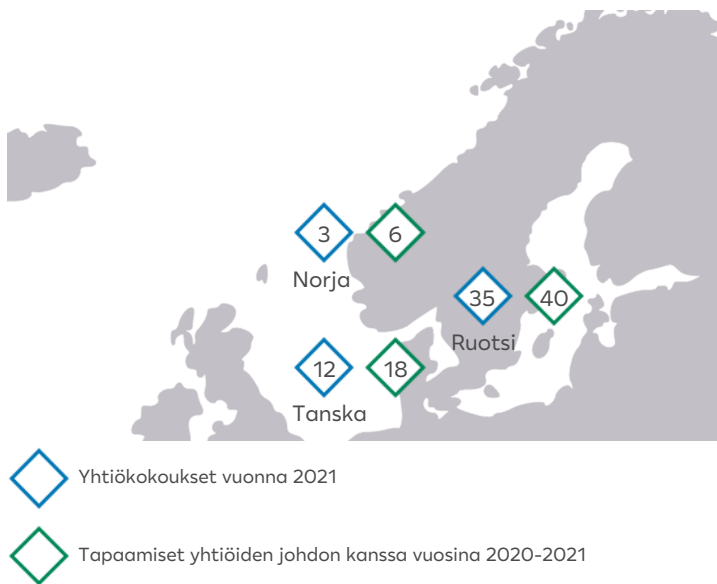 3 6
Norja
35 40
Ruotsi
12 18
Tanska
Yhtiökokoukset vuonna 2021
Tapaamiset yhtiöiden johdon kanssa vuosina 2020-2021